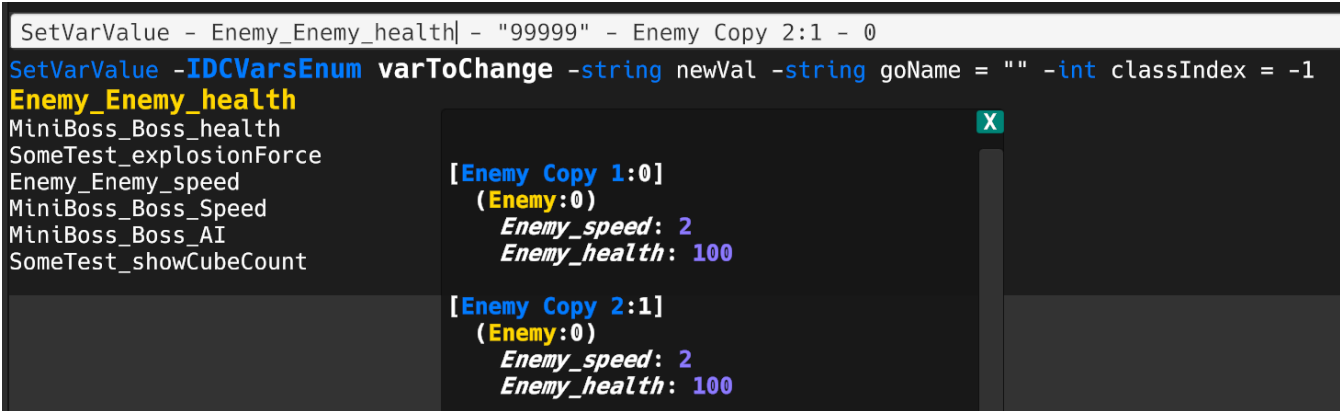 SetVarValue - Enemy_Enemy_health - "99999" - Enemy Copy 2:1 - 0
SetVarValue -IDCVarsEnum varToChange -string newVal -string goName = "" -int classIndex = -1
Enemy_Enemy_health
MiniBoss_Boss_health
SomeTest_explosionForce
Enemy_Enemy_speed
MiniBoss_Boss_Speed
MiniBoss_Boss_AI
SomeTest_showCubeCount
X
[Enemy Copy 1:0]
(Enemy:0)
Enemy_speed: 2
Enemy_health: 100
[Enemy Copy 2:1]
(Enemy:0)
Enemy_speed: 2
Enemy_health: 100